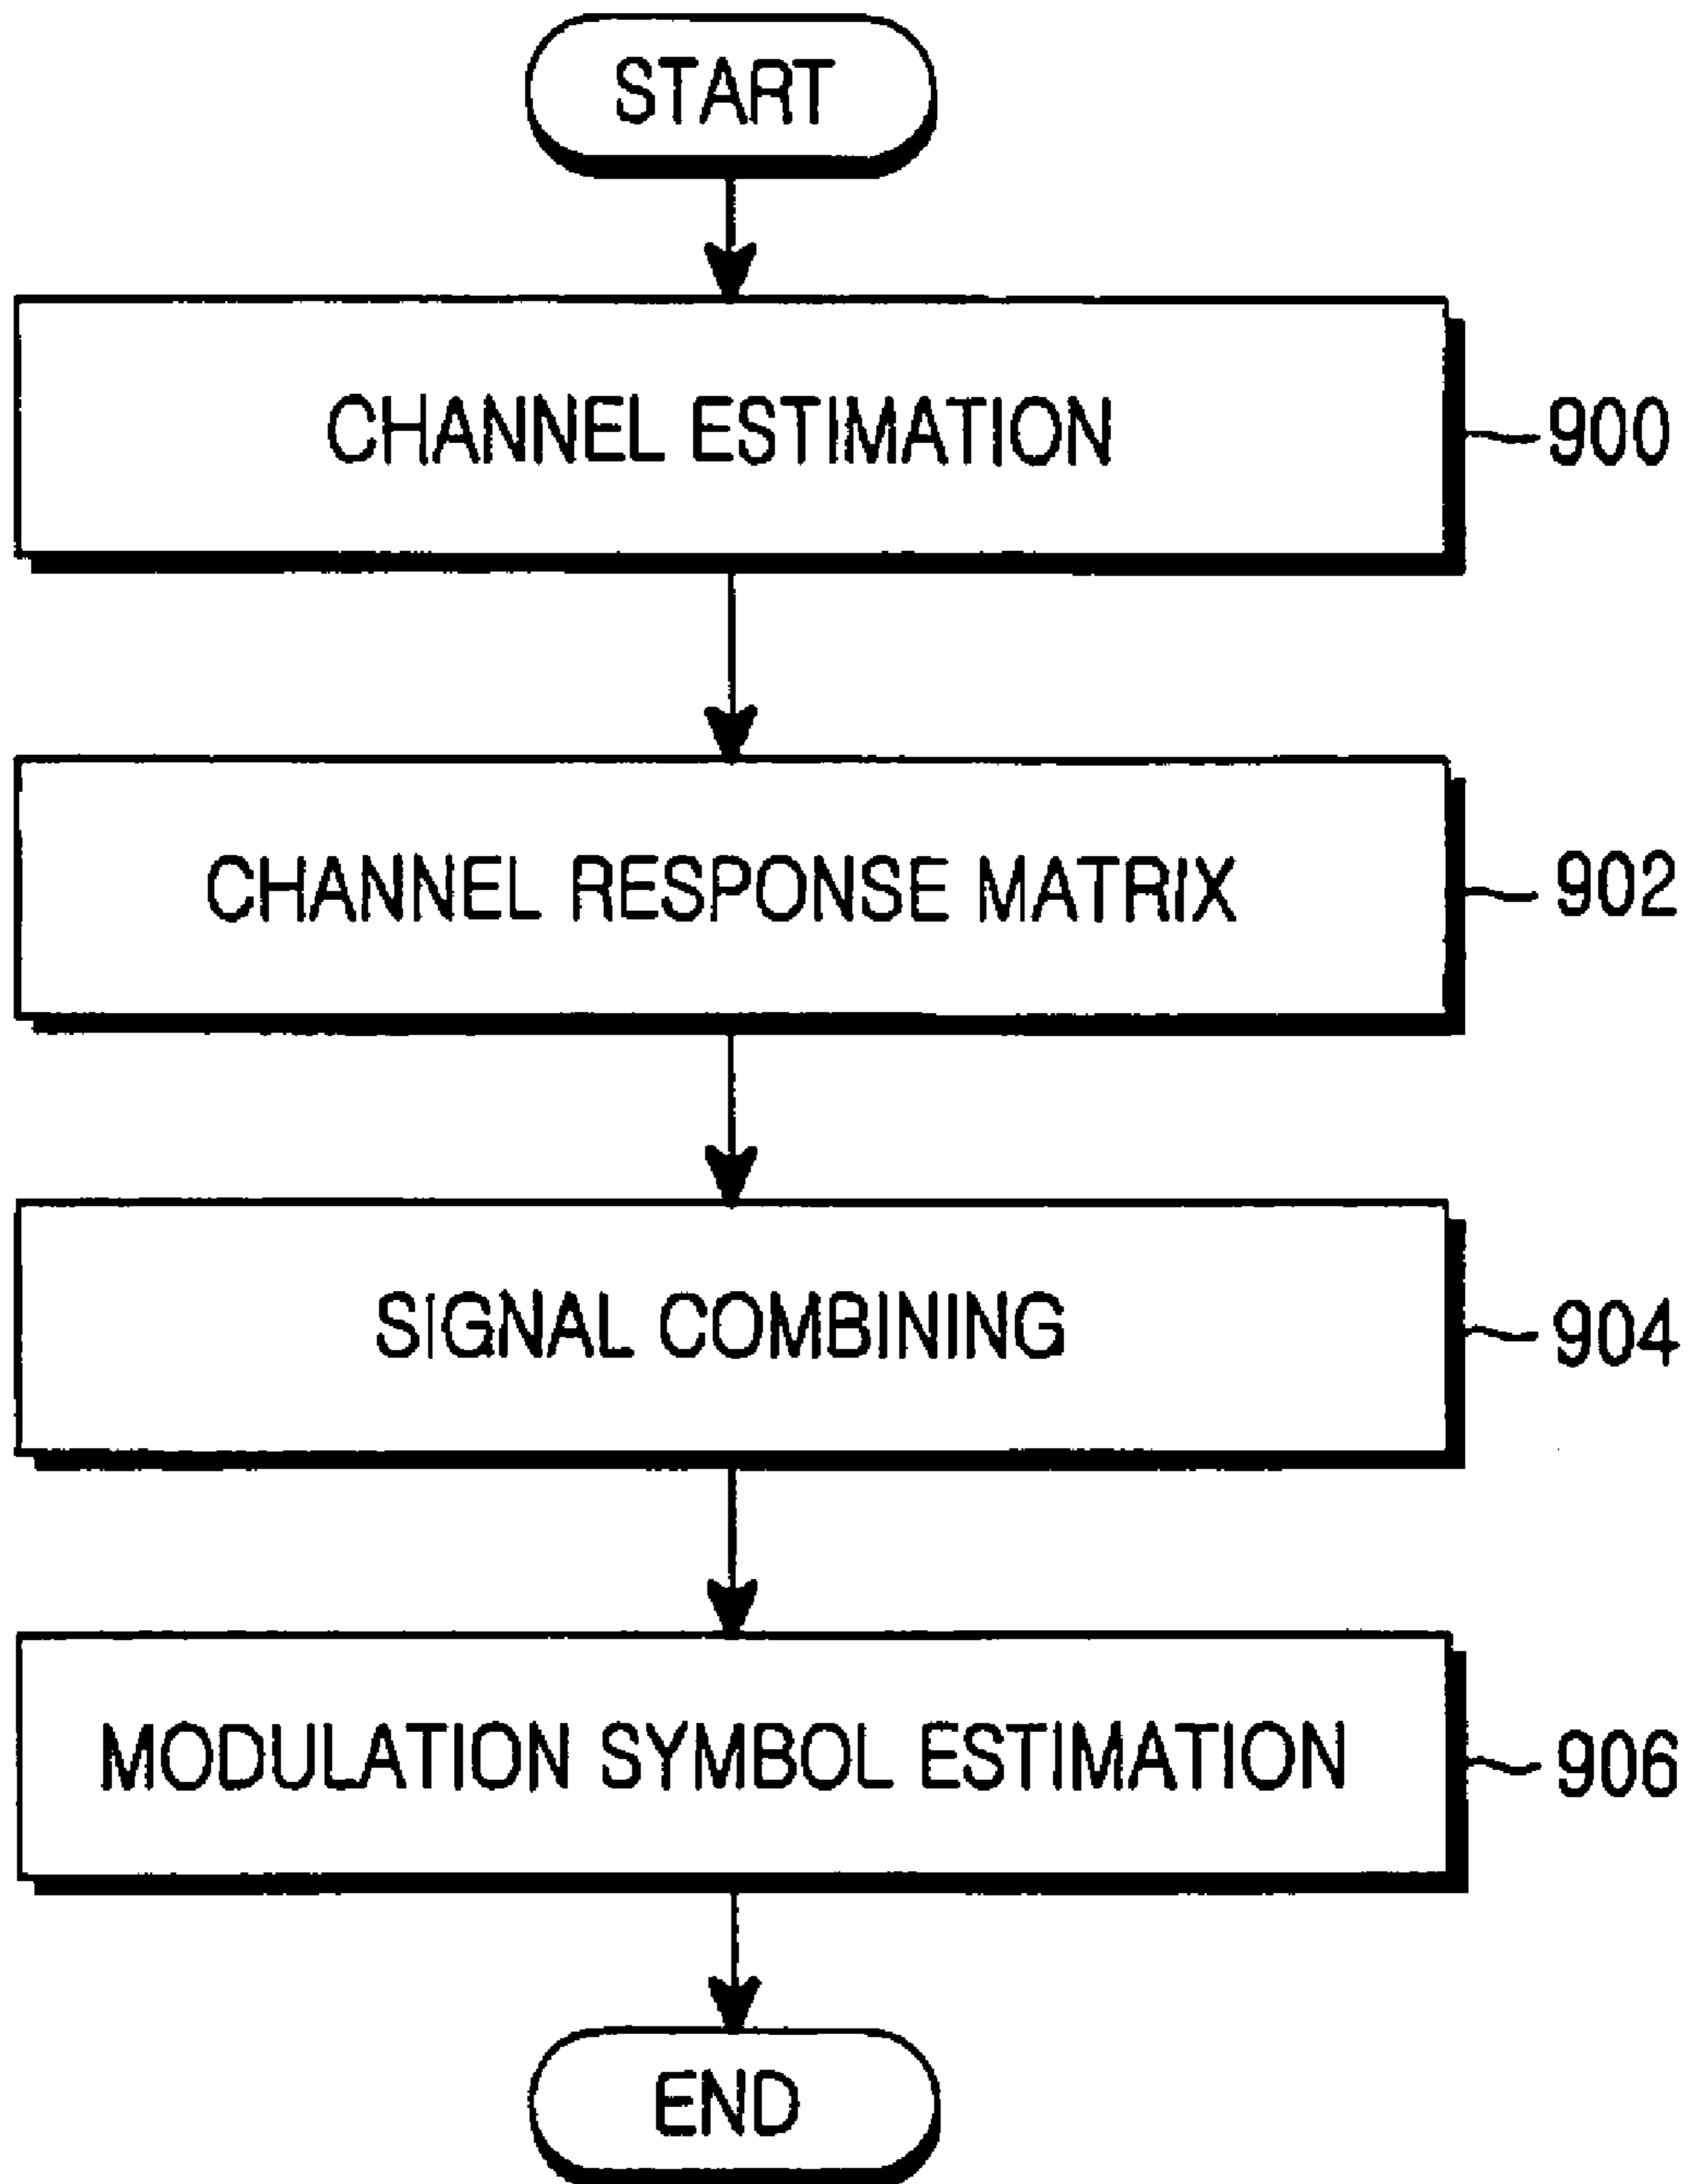 START
CHANNEL ESTIMATION
900
CHANNEL RESPONSE MATRIX
902
SIGNAL COMBINING
904
MODULATION SYMBOL ESTIMATION
906
END